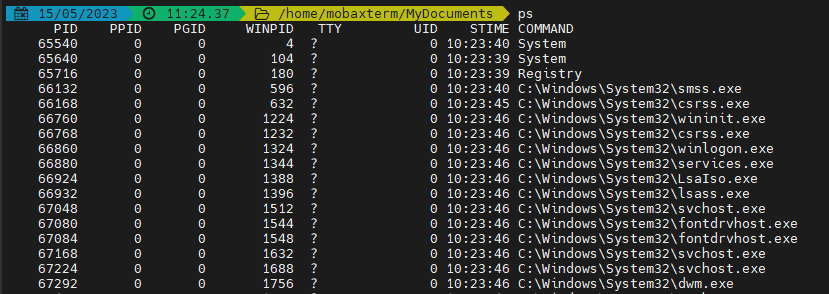 15/05/2023 11:24.37 /home/mobaxterm/MyDocuments ps
PID PPID PGID WINPID TTY UID STIME COMMAND
65540 0 0 4 ? 0 10:23:40 System
65640 0 0 104 ? 0 10:23:39 System
65716 0 0 180 ? 0 10:23:39 Registry
66132 0 0 596 ? 0 10:23:40 C:\Windows\System32\smss.exe
66168 0 0 632 ? 0 10:23:45 C:\Windows\System32\csrss.exe
66760 0 0 1224 ? 0 10:23:46 C:\Windows\System32\wininit.exe
66768 0 0 1232 ? 0 10:23:46 C:\Windows\System32\csrss.exe
66860 0 0 1324 ? 0 10:23:46 C:\Windows\System32\winlogon.exe
66880 0 0 1344 ? 0 10:23:46 C:\Windows\System32\services.exe
66924 0 0 1388 ? 0 10:23:46 C:\Windows\System32\LsaIso.exe
66932 0 0 1396 ? 0 10:23:46 C:\Windows\System32\lsass.exe
67048 0 0 1512 ? 0 10:23:46 C:\Windows\System32\svchost.exe
67080 0 0 1544 ? 0 10:23:46 C:\Windows\System32\fontdrvhost.exe
67084 0 0 1548 ? 0 10:23:46 C:\Windows\System32\fontdrvhost.exe
67168 0 0 1632 ? 0 10:23:46 C:\Windows\System32\svchost.exe
67224 0 0 1688 ? 0 10:23:46 C:\Windows\System32\svchost.exe
67292 0 0 1756 ? 0 10:23:46 C:\Windows\System32\dwm.exe